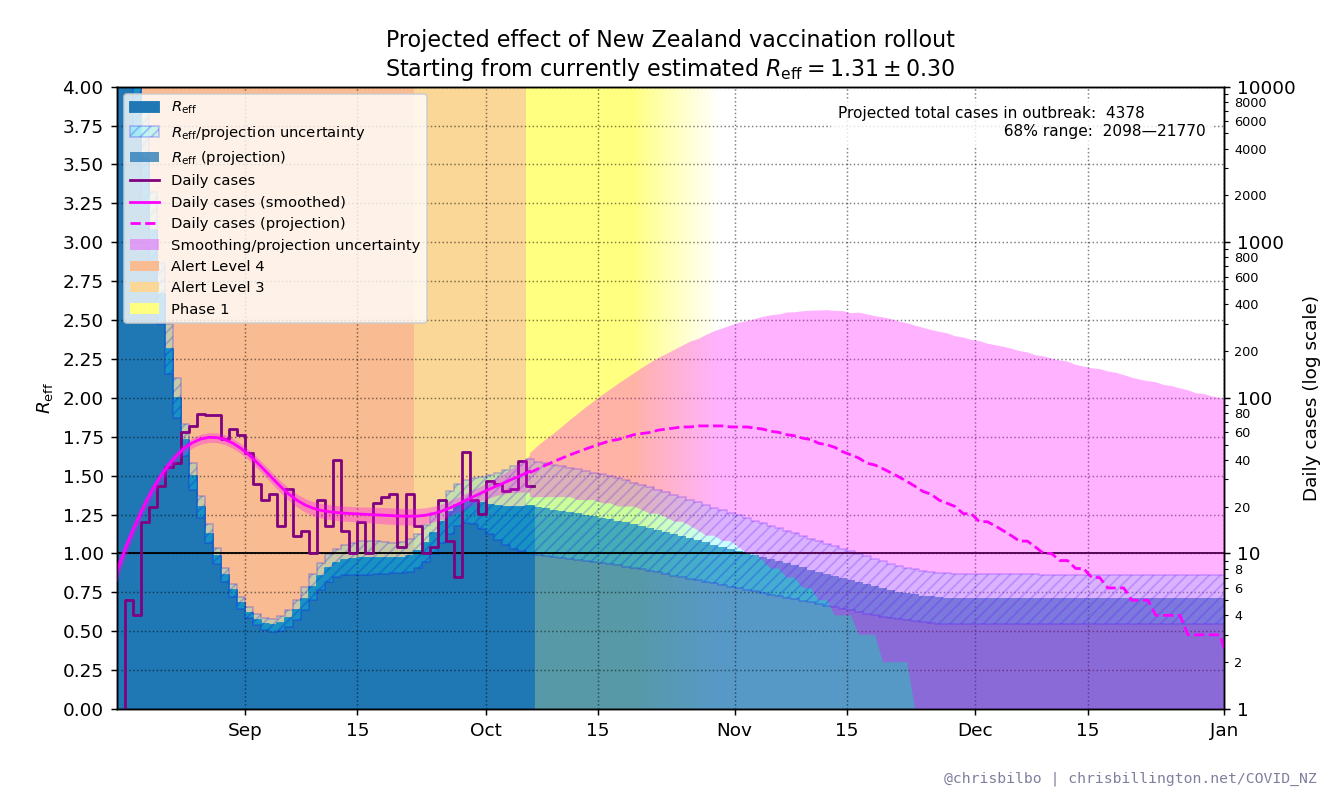 Projected effect of New Zealand vaccination rollout
Starting from currently estimated Reff = 1.31 ± 0.30
Projected total cases in outbreak: 4378
68% range: 2098—21770
Reff
Reff/projection uncertainty
Reff (projection)
Daily cases
Daily cases (smoothed)
Daily cases (projection)
Smoothing/projection uncertainty
Alert Level 4
Alert Level 3
Phase 1
4.00
3.75
3.50
3.25
3.00
2.75
2.50
2.25
2.00
1.75
1.50
1.25
1.00
0.75
0.50
0.25
0.00
Reff
10000
8000
6000
4000
2000
1000
800
600
400
200
100
80
60
40
20
10
8
6
4
2
1
Daily cases (log scale)
Sep 15 Oct 15 Nov 15 Dec 15 Jan
@chrisbilbo | chrisbillington.net/COVID_NZ